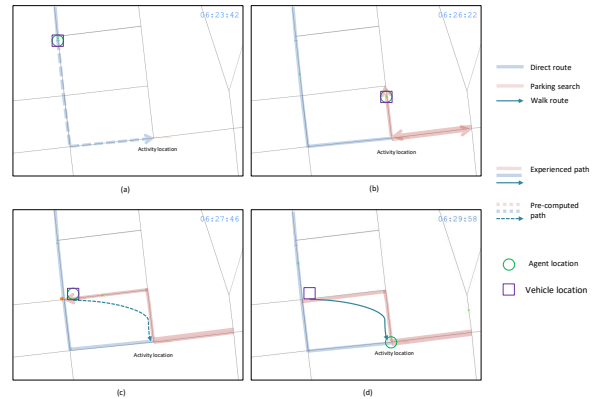 06:23:42
Activity location
(a)
06:26:22
Activity location
(b)
Direct route
Parking search
Walk route
Experienced path
Pre-computed
path
Agent location
Vehicle location
06:27:46
Activity location
(c)
06:29:58
Activity location
(d)